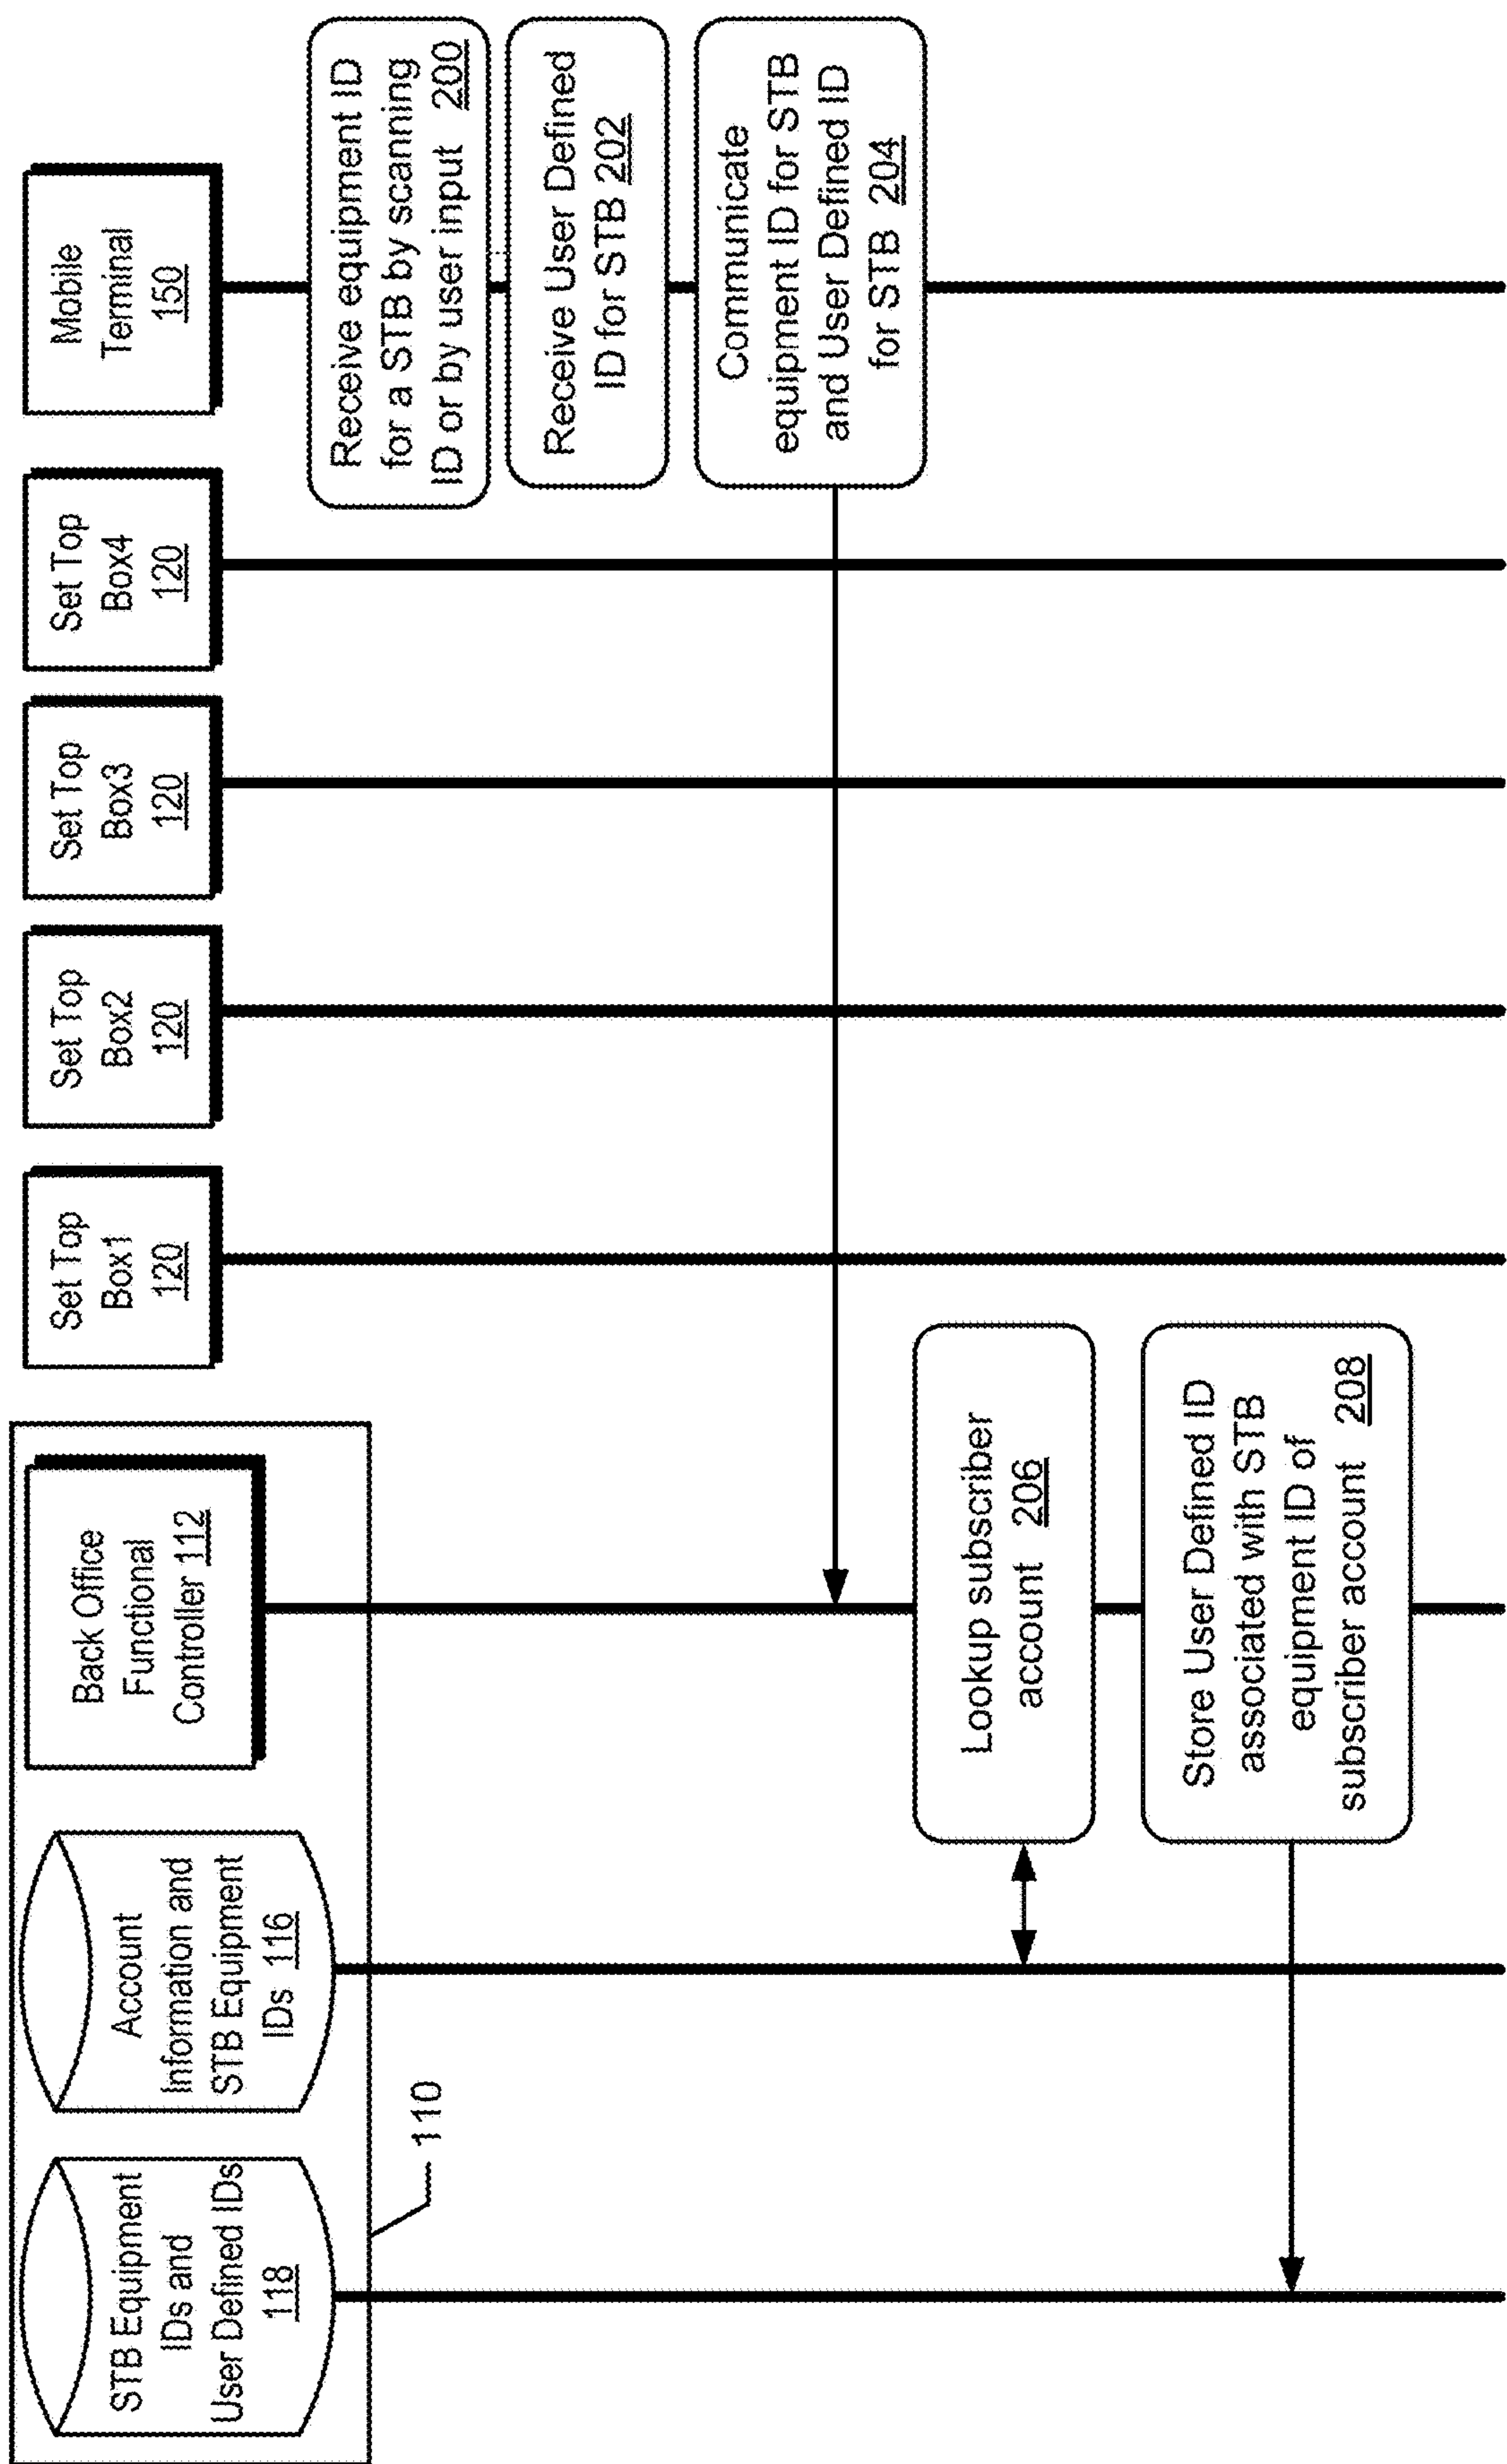 STB Equipment
IDs and
User Defined IDs
118
Account
Information and
STB Equipment
IDs 116
Back Office
Functional
Controller 112
Set Top
Box1
120
Set Top
Box2
120
Set Top
Box3
120
Set Top
Box4
120
Mobile
Terminal
150
110
Receive equipment ID
for a STB by scanning
ID or by user input 200
Receive User Defined
ID for STB 202
Communicate
equipment ID for STB
and User Defined ID
for STB 204
Lookup subscriber
account 206
Store User Defined ID
associated with STB
equipment ID of
subscriber account 208